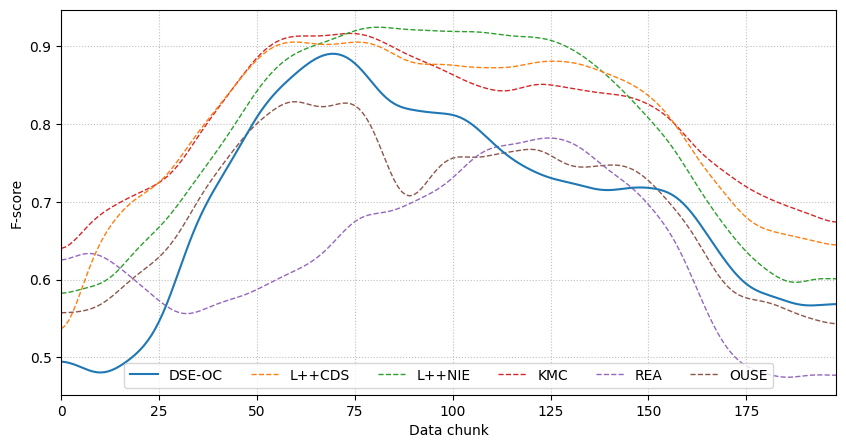 F-score
0.9
0.8
0.7
0.6
0.5
DSE-OC L++CDS L++NIE KMC REA OUSE
0 25 50 75 100 125 150 175
Data chunk